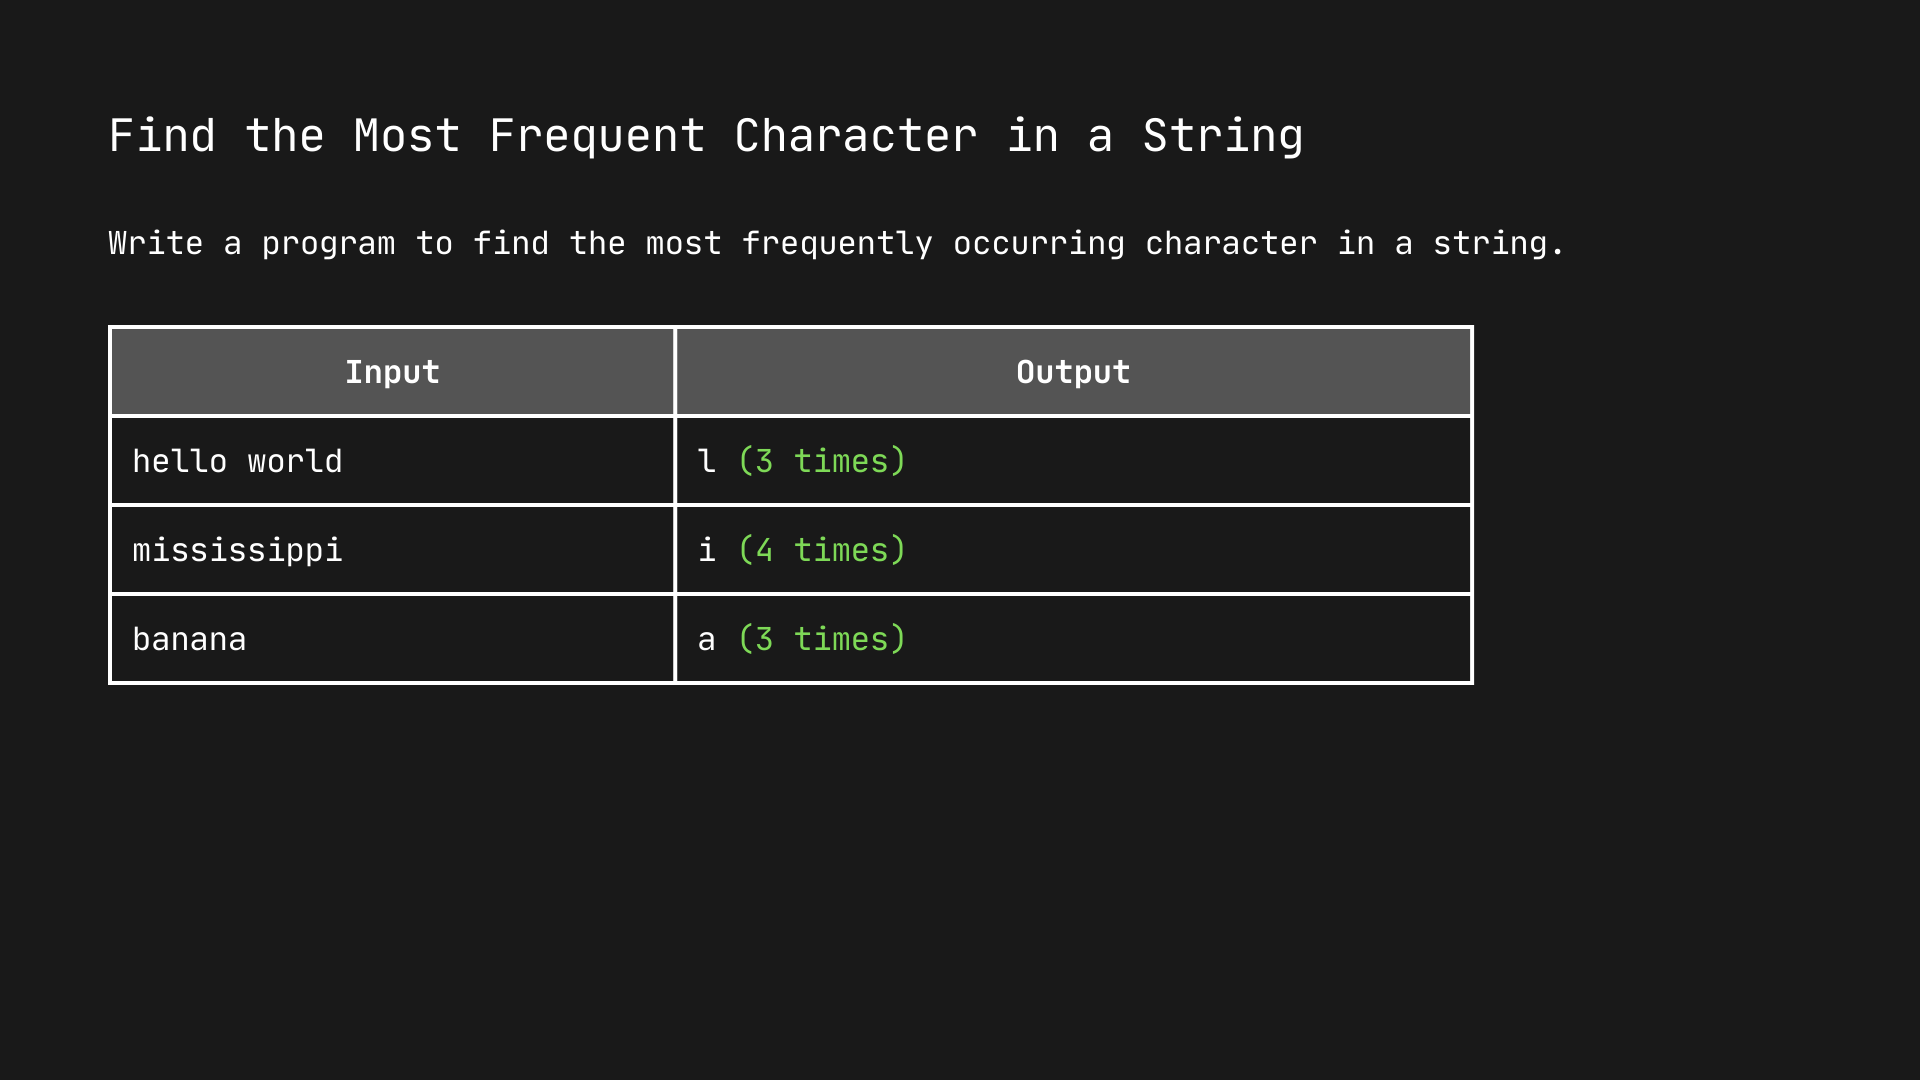 Find the Most Frequent Character in a String
Write a program to find the most frequently occurring character in a string.
Input Output
hello world l (3 times)
mississippi i (4 times)
banana a (3 times)